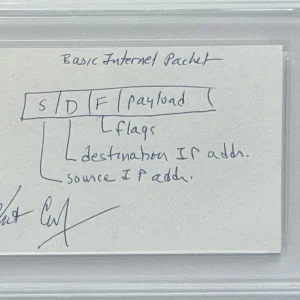 Basic Internet Packet
S | D | F | payload
flags
destination IP addr.
source IP addr.